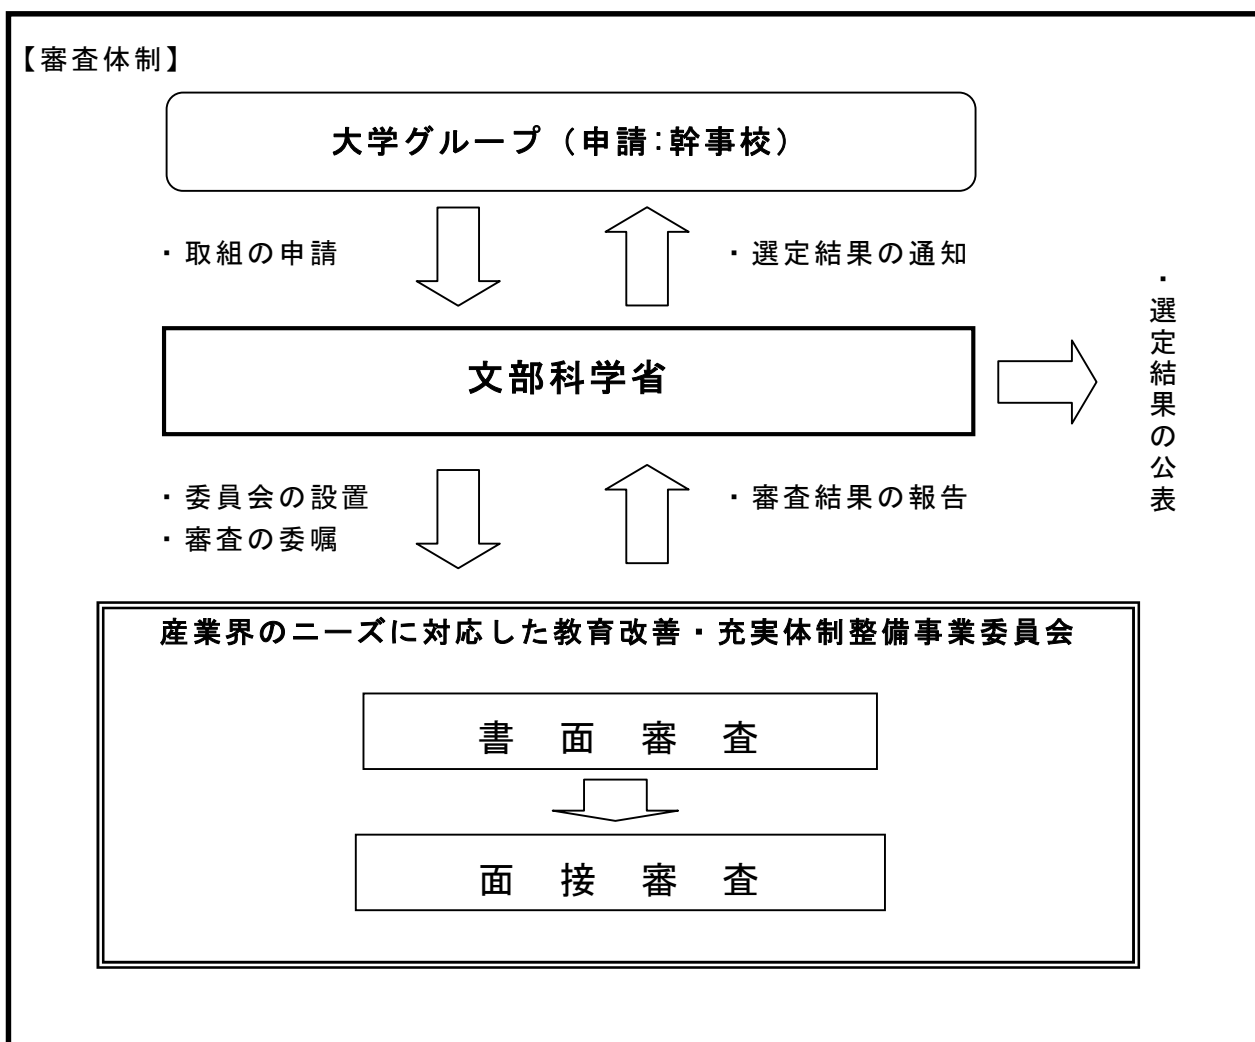 【審査体制】
大学グループ（申請：幹事校）
・取組の申請
・選定結果の通知
文部科学省
・選定結果の公表
・委員会の設置
・審査の委嘱
・審査結果の報告
産業界のニーズに対応した教育改善・充実体制整備事業委員会
書面審査
面接審査